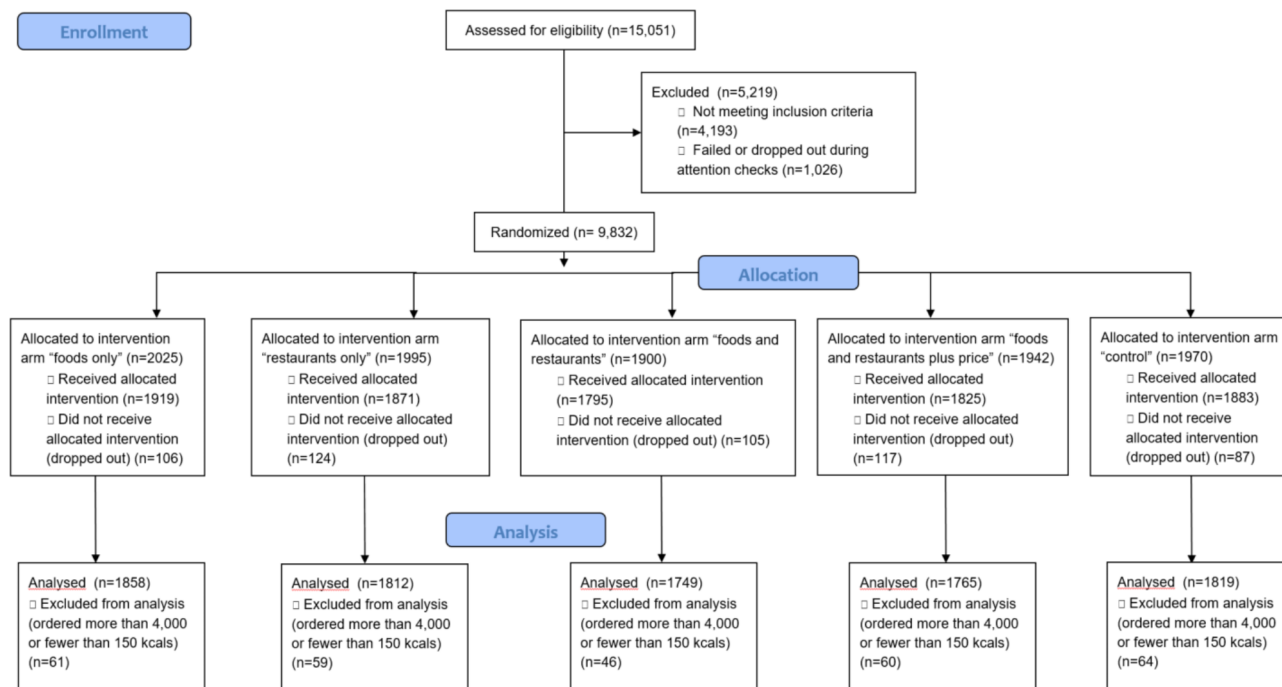 Enrollment
Assessed for eligibility (n=15,051)
Excluded (n=5,219)
□ Not meeting inclusion criteria
(n=4,193)
□ Failed or dropped out during
attention checks (n=1,026)
Randomized (n= 9,832)
Allocation
Allocated to intervention
arm “foods only” (n=2025)
□ Received allocated
intervention (n=1919)
□ Did not receive
allocated intervention
(dropped out) (n=106)
Allocated to intervention arm
“restaurants only” (n=1995)
□ Received allocated
intervention (n=1871)
□ Did not receive allocated
intervention (dropped out)
(n=124)
Allocated to intervention arm “foods and
restaurants” (n=1900)
□ Received allocated intervention
(n=1795)
□ Did not receive allocated
intervention (dropped out) (n=105)
Allocated to intervention arm “foods
and restaurants plus price” (n=1942)
□ Received allocated
intervention (n=1825)
□ Did not receive allocated
intervention (dropped out)
(n=117)
Allocated to intervention arm
“control” (n=1970)
□ Received allocated
intervention (n=1883)
□ Did not receive
allocated intervention
(dropped out) (n=87)
Analysis
Analysed (n=1858)
□ Excluded from analysis
(ordered more than 4,000
or fewer than 150 kcals)
(n=61)
Analysed (n=1812)
□ Excluded from analysis
(ordered more than 4,000
or fewer than 150 kcals)
(n=59)
Analysed (n=1749)
□ Excluded from analysis
(ordered more than 4,000
or fewer than 150 kcals)
(n=46)
Analysed (n=1765)
□ Excluded from analysis
(ordered more than 4,000
or fewer than 150 kcals)
(n=60)
Analysed (n=1819)
□ Excluded from analysis
(ordered more than 4,000
or fewer than 150 kcals)
(n=64)